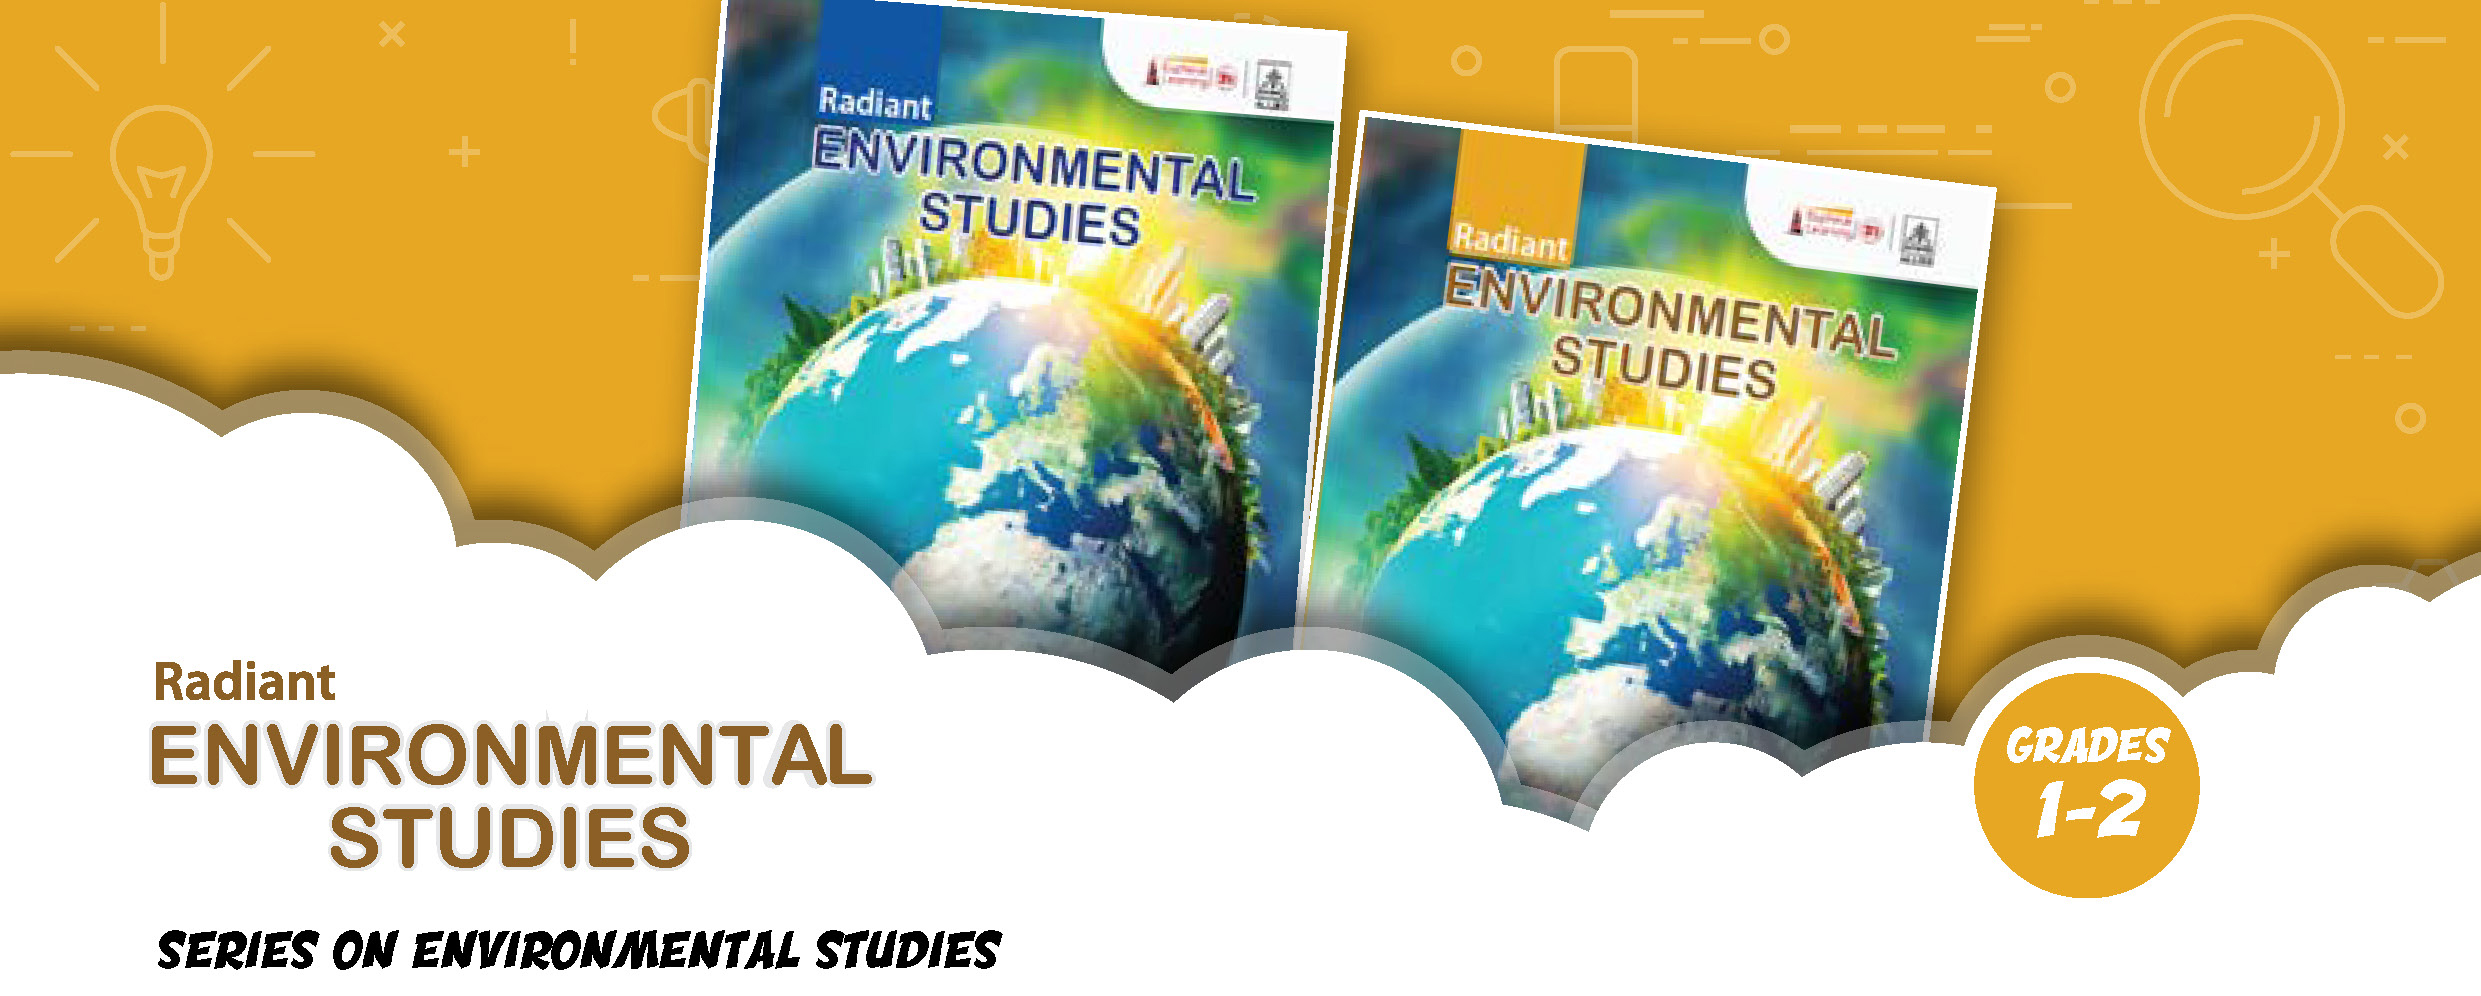 Radiant
ENVIRONMENTAL
STUDIES
Radiant
ENVIRONMENTAL
STUDIES
Radiant
ENVIRONMENTAL
STUDIES
GRADES
1-2
SERIES ON ENVIRONMENTAL STUDIES